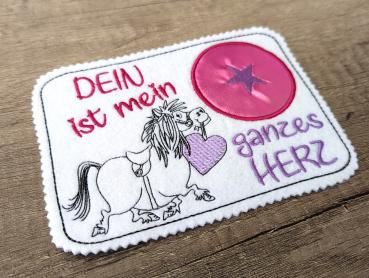 DEIN
ist mein
ganzes
HERZ